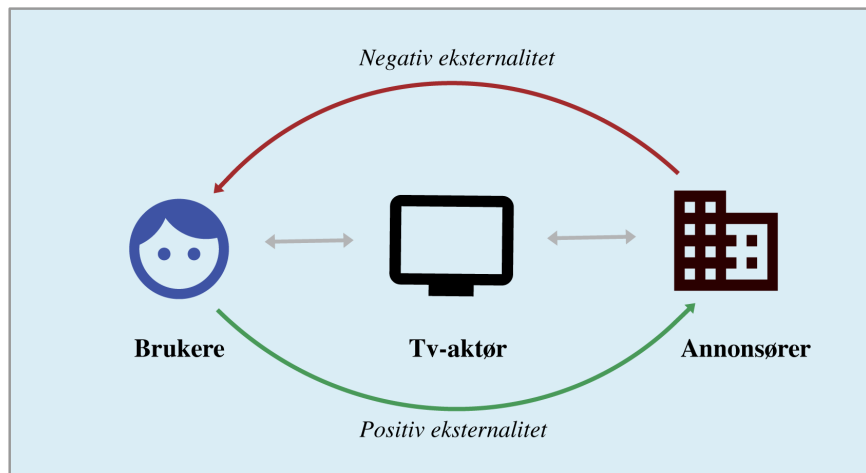 Negativ eksternalitet
Brukere
Tv-aktør
Annonsører
Positiv eksternalitet